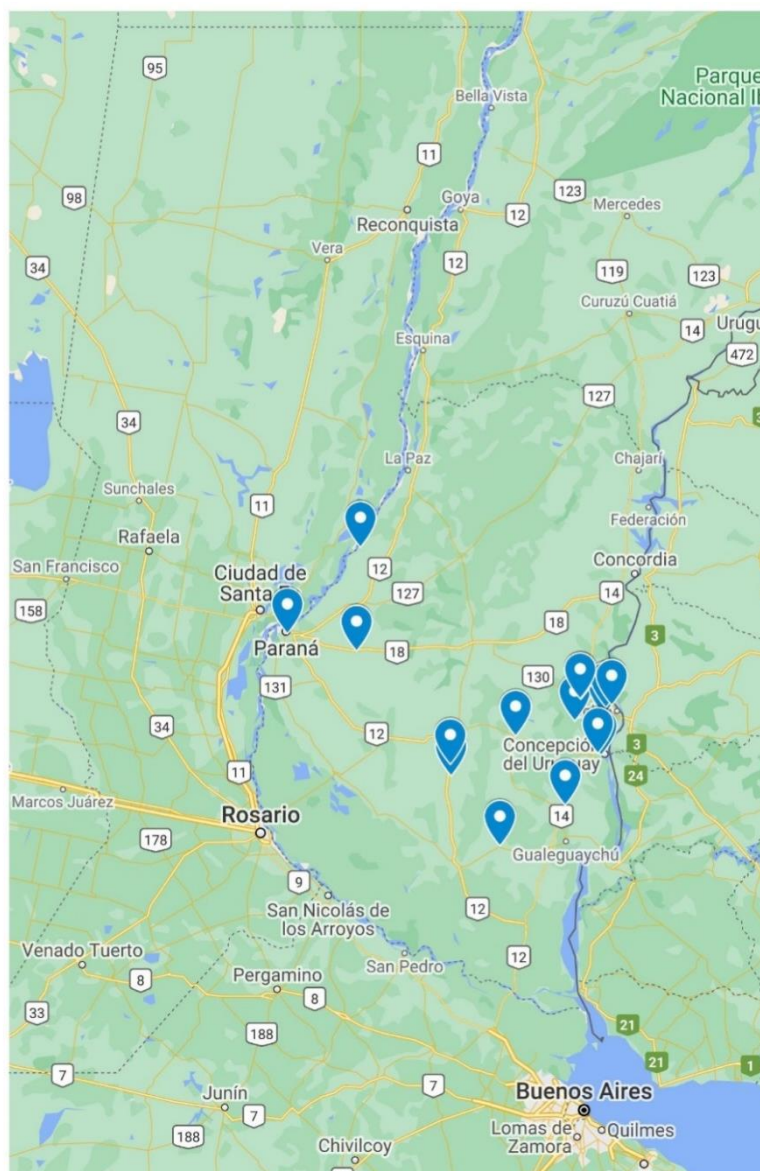 95
Parque
Nacional Ib
Bella Vista
11
98
Goya
123
Mercedes
Reconquista
12
Vera
34
12
119
123
Curuzú Cuatiá
14
Urugu
Esquina
472
127
34
La Paz
Chajarí
Sunchales
11
Federación
Rafaela
San Francisco
Ciudad de
Santa
12
Concordia
158
127
14
18
3
Paraná
18
131
130
34
12
Concepción
del Uruguay
3
11
24
Marcos Juárez
Rosario
14
178
Gualeguaychú
9
San Nicolás de
los Arroyos
12
Venado Tuerto
12
San Pedro
8
Pergamino
33
8
188
21
7
21
1
7
Junín
7
Buenos Aires
188
Lomas de
Zamora
Quilmes
Chivilcoy